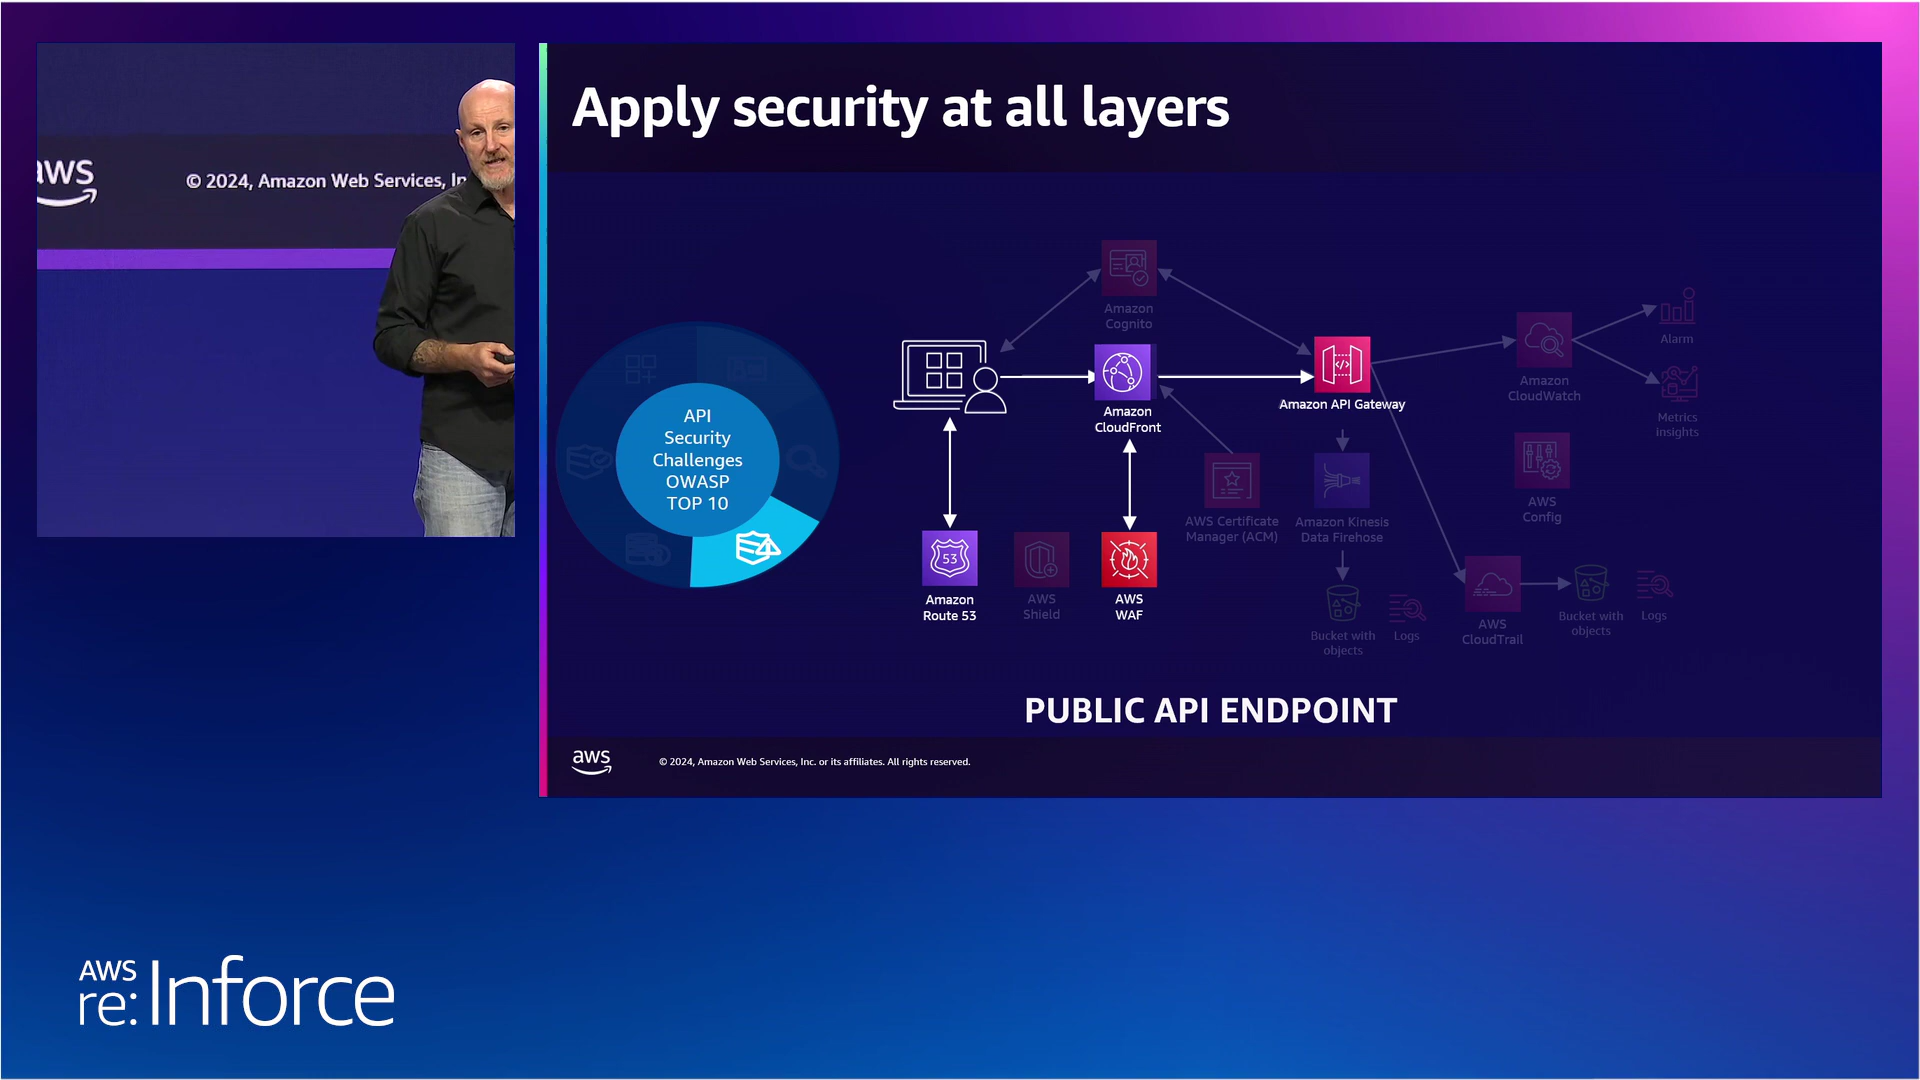 aws
© 2024, Amazon Web Services, In
Apply security at all layers
API
Security
Challenges
OWASP
TOP 10
Amazon
Cognito
Amazon
CloudFront
Amazon API Gateway
Amazon
CloudWatch
Alarm
Metrics
insights
AWS Certificate
Manager (ACM)
Amazon Kinesis
Data Firehose
AWS
Config
53
Amazon
Route 53
AWS
Shield
AWS
WAF
Bucket with
objects
Logs
AWS
CloudTrail
Bucket with
objects
Logs
PUBLIC API ENDPOINT
aws
© 2024, Amazon Web Services, Inc. or its affiliates. All rights reserved.
AWS
re:Inforce